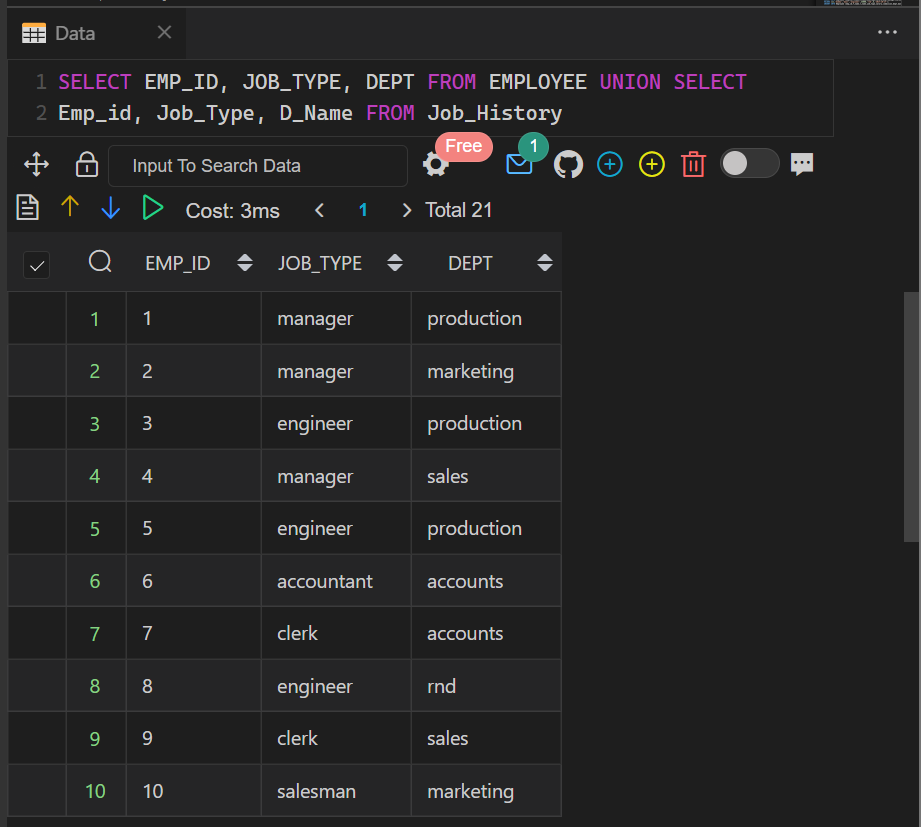 Data
1 SELECT EMP_ID, JOB_TYPE, DEPT FROM EMPLOYEE UNION SELECT
2 Emp_id, Job_Type, D_Name FROM Job_History
Input To Search Data Free 1
Cost: 3ms 1 Total 21
EMP_ID JOB_TYPE DEPT
1 1 manager production
2 2 manager marketing
3 3 engineer production
4 4 manager sales
5 5 engineer production
6 6 accountant accounts
7 7 clerk accounts
8 8 engineer rnd
9 9 clerk sales
10 10 salesman marketing